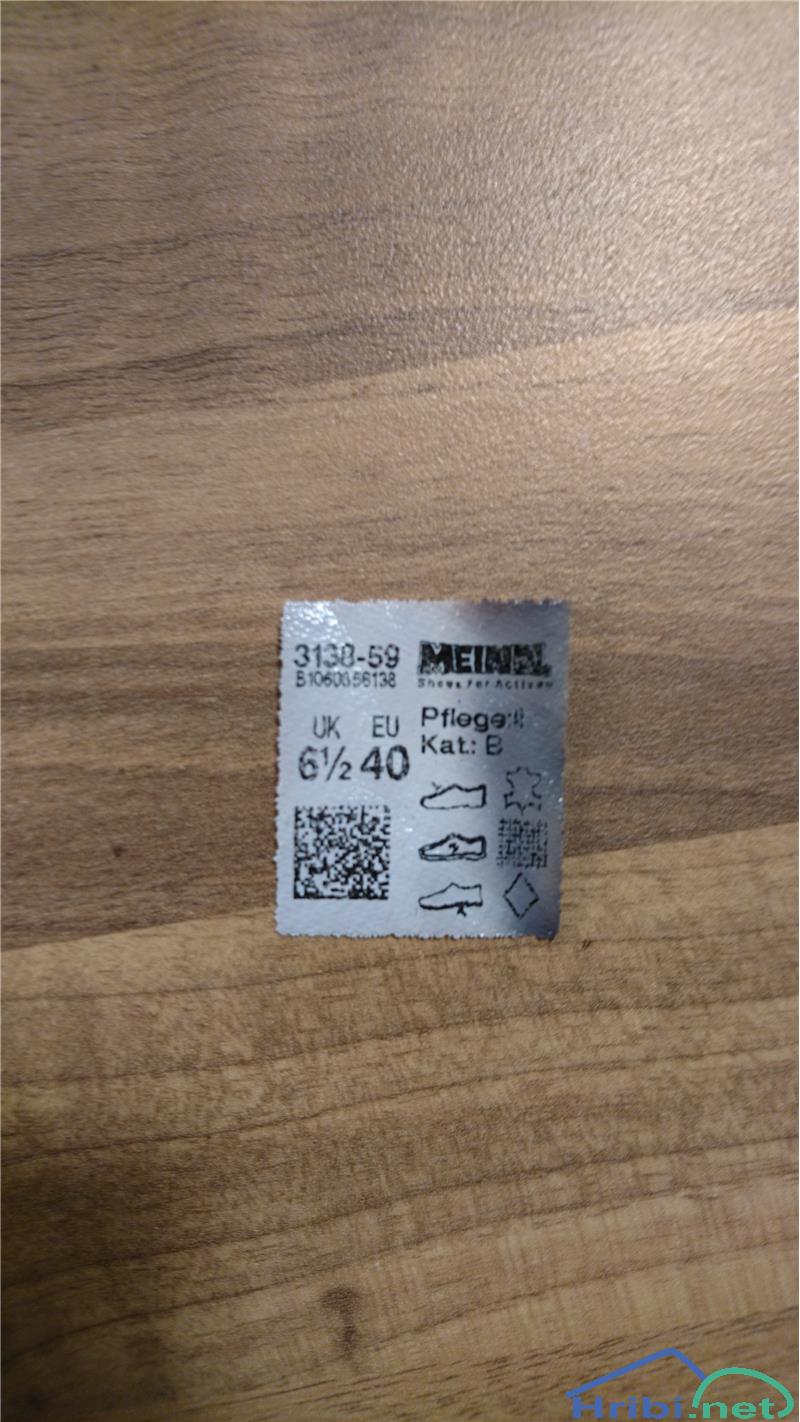 3138-59
B1060856138
UK EU
6½ 40
MEINDL
Shoes For Actives
Pflege:
Kat.: B
Hribi.net